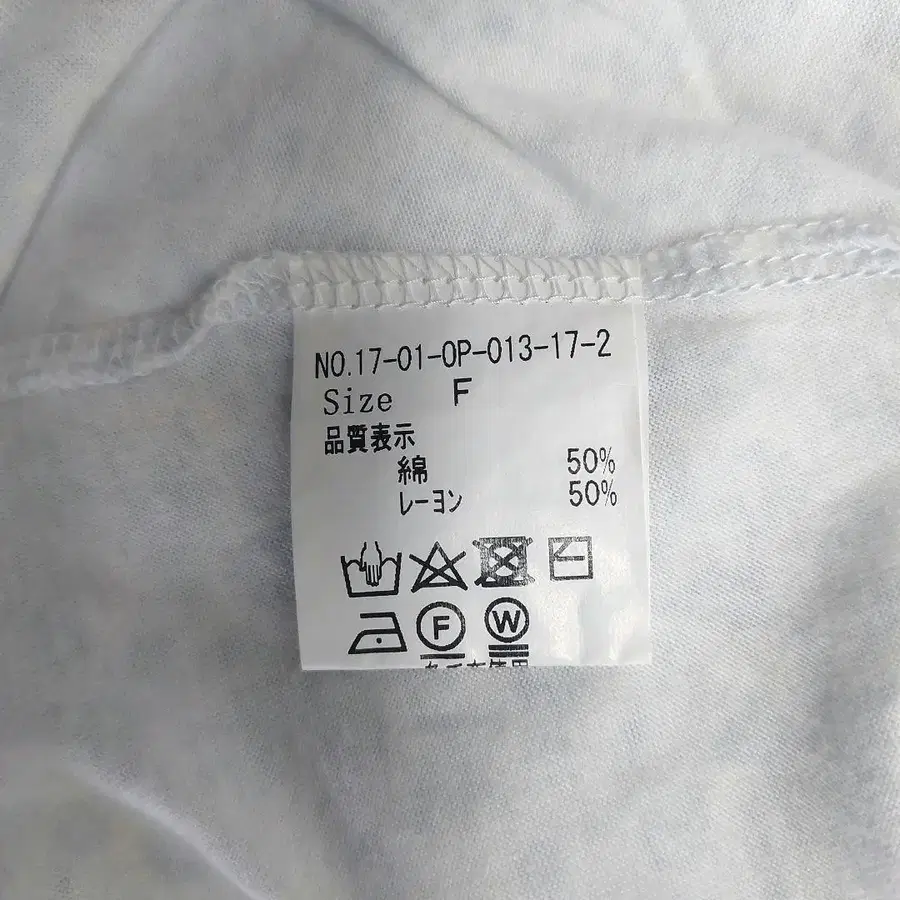 NO.17-01-OP-013-17-2
Size F
品質表示
綿 50%
レーヨン 50%
F W